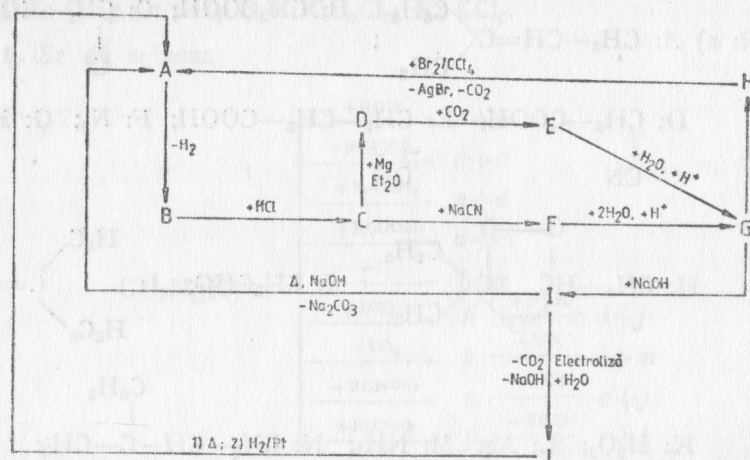 A
+Br₂/CCl₄
-AgBr, -CO₂
H
D
+CO₂
E
-H₂
+Mg
Et₂O
+H₂O, +H⁺
B
+HCl
C
+NaCN
F
+2H₂O, +H⁺
G
Δ, NaOH
-Na₂CO₃
I
+NaOH
-CO₂ Electroliză
-NaOH +H₂O
1) Δ; 2) H₂/Pt